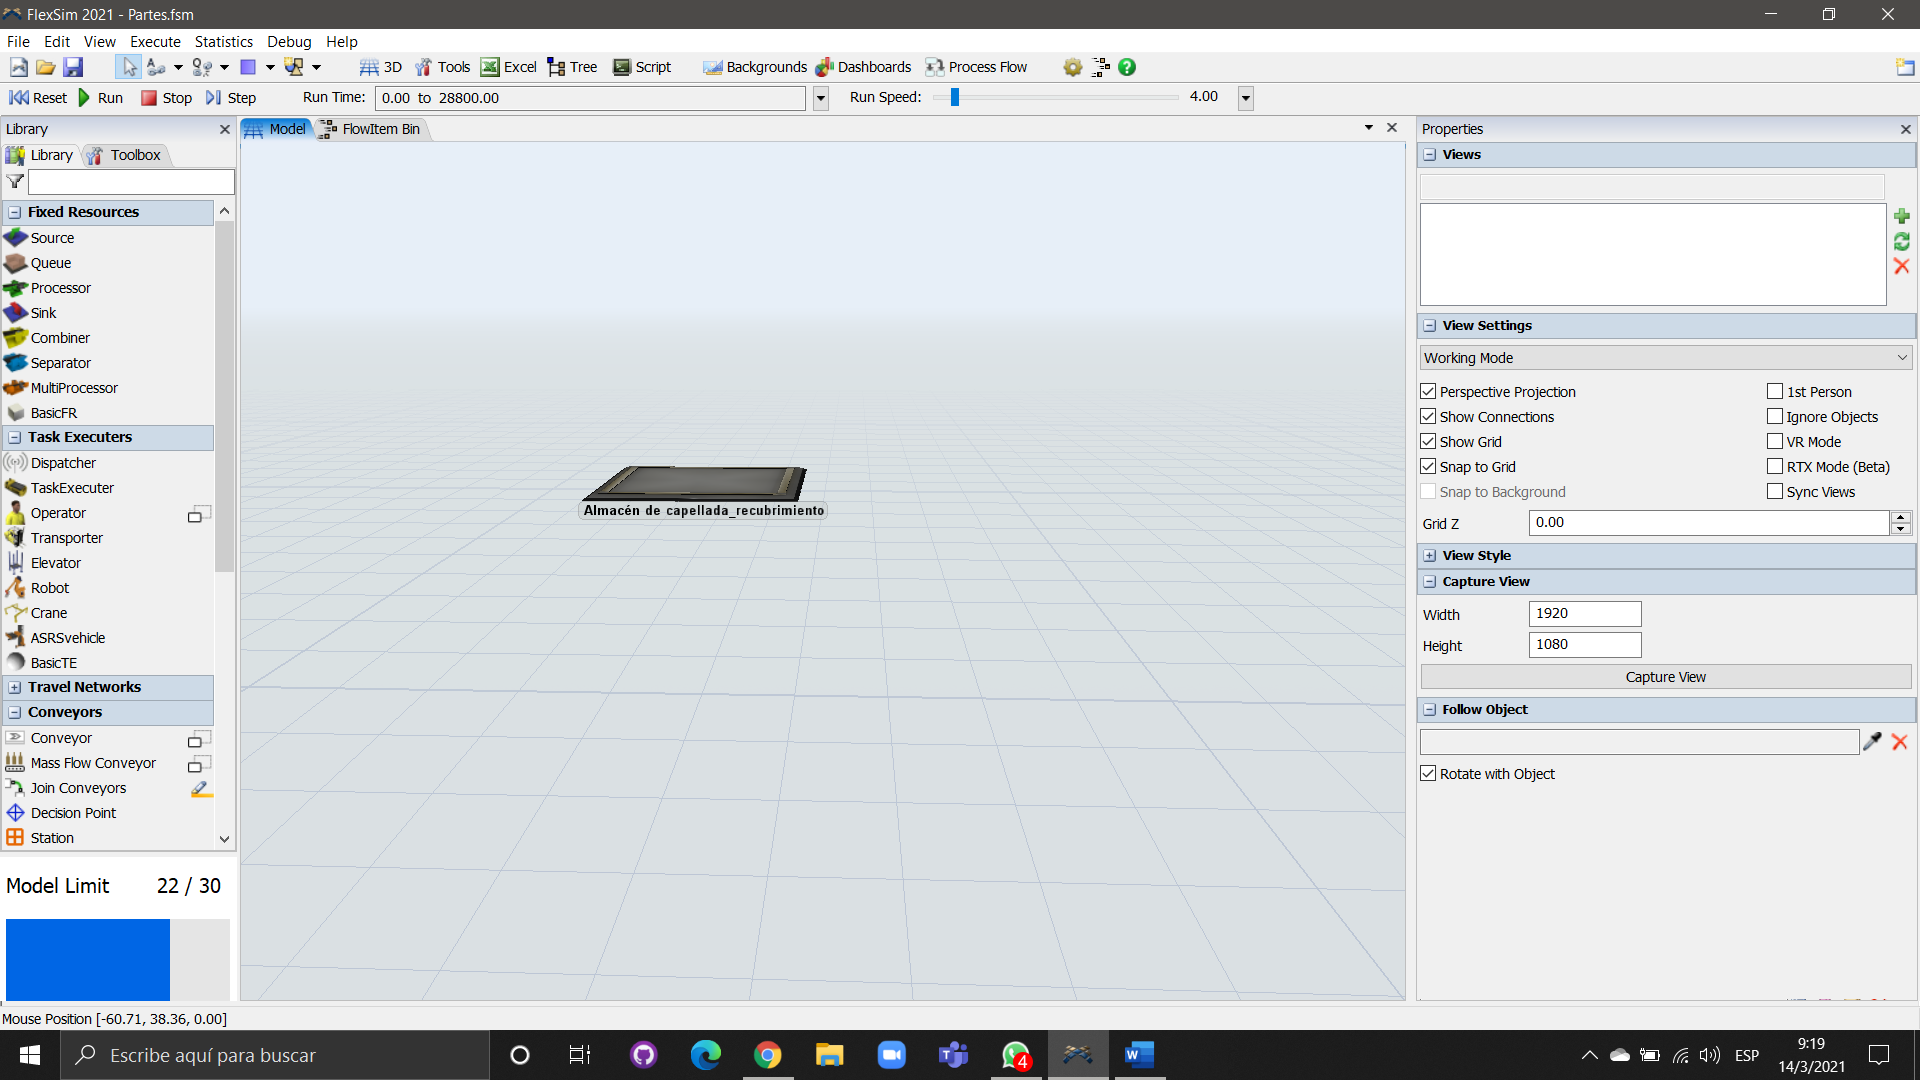 FlexSim 2021 - Partes.fsm
File Edit View Execute Statistics Debug Help
3D Tools Excel Tree Script Backgrounds Dashboards Process Flow
Reset Run Stop Step Run Time: 0.00 to 28800.00 Run Speed: 4.00
Library
Library Toolbox
Fixed Resources
Source
Queue
Processor
Sink
Combiner
Separator
MultiProcessor
BasicFR
Task Executers
Dispatcher
TaskExecuter
Operator
Transporter
Elevator
Robot
Crane
ASRSvehicle
BasicTE
Travel Networks
Conveyors
Conveyor
Mass Flow Conveyor
Join Conveyors
Decision Point
Station
Model Limit 22 / 30
Model FlowItem Bin
Almacén de capellada_recubrimiento
Properties
Views
View Settings
Working Mode
Perspective Projection 1st Person
Show Connections Ignore Objects
Show Grid VR Mode
Snap to Grid RTX Mode (Beta)
Snap to Background Sync Views
Grid Z 0.00
View Style
Capture View
Width 1920
Height 1080
Capture View
Follow Object
Rotate with Object
Mouse Position [-60.71, 38.36, 0.00]
Escribe aquí para buscar
4
ESP
9:19
14/3/2021